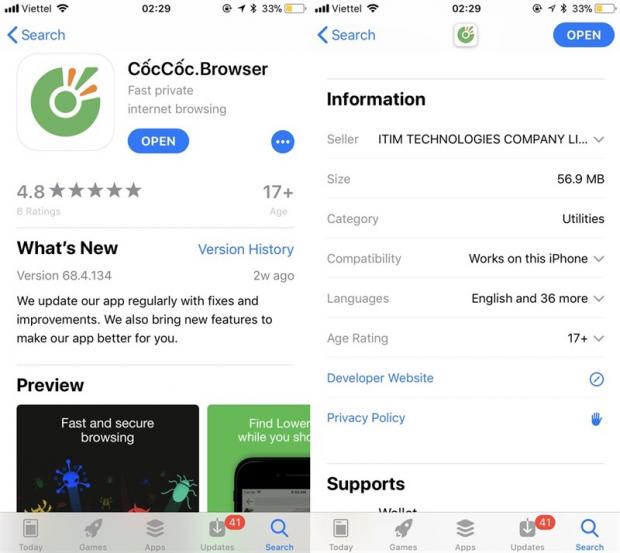 Viettel 02:29 33%
Search
CốcCốc.Browser
Fast private
internet browsing
OPEN
4.8
17+
6 Ratings
Age
What's New
Version History
Version 68.4.134
2w ago
We update our app regularly with fixes and
improvements. We also bring new features to
make our app better for you.
Preview
Fast and secure
browsing
Find Lower
while you sho
Today
Games
Apps
41
Updates
Search
Viettel 02:29 33%
Search
OPEN
Information
Seller ITIM TECHNOLOGIES COMPANY LI...
Size 56.9 MB
Category Utilities
Compatibility Works on this iPhone
Languages English and 36 more
Age Rating 17+
Developer Website
Privacy Policy
Supports
Wallet
Today
Games
Apps
41
Updates
Search